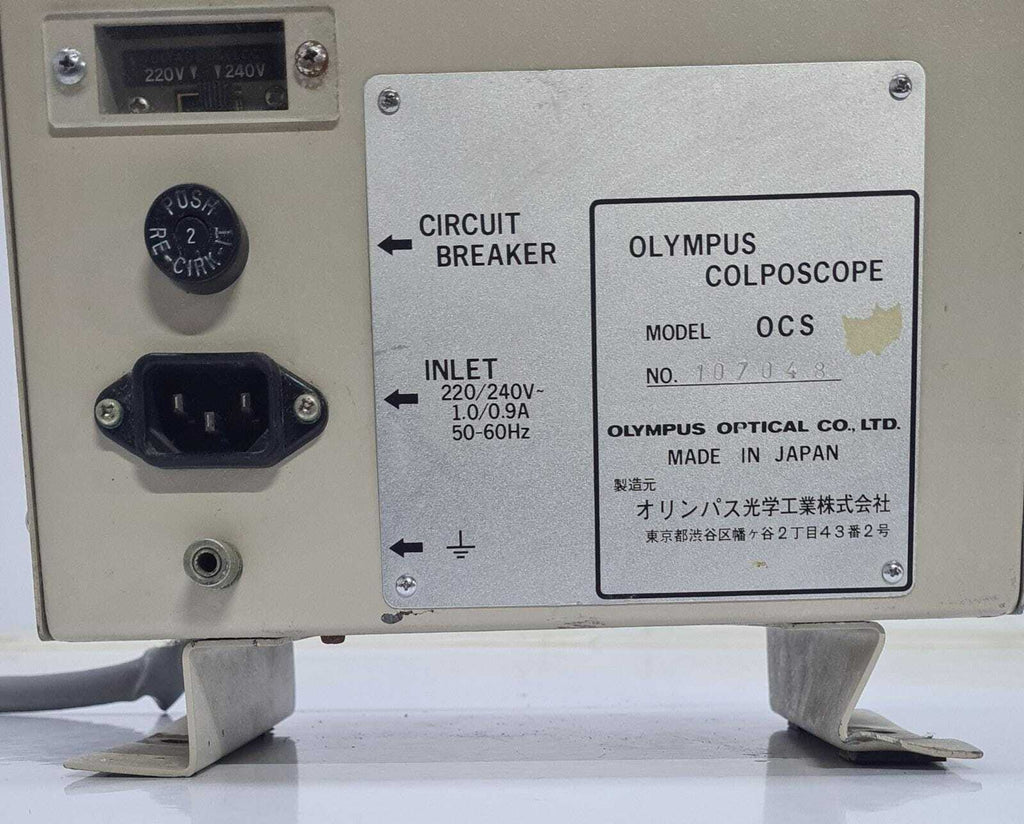 220V 240V
PUSH
2
RE-CIRK-IT
CIRCUIT
BREAKER
INLET
220/240V~
1.0/0.9A
50-60Hz
OLYMPUS
COLPOSCOPE
MODEL OCS
NO. 107048
OLYMPUS OPTICAL CO., LTD.
MADE IN JAPAN
製造元
オリンパス光学工業株式会社
東京都渋谷区幡ケ谷2丁目43番2号